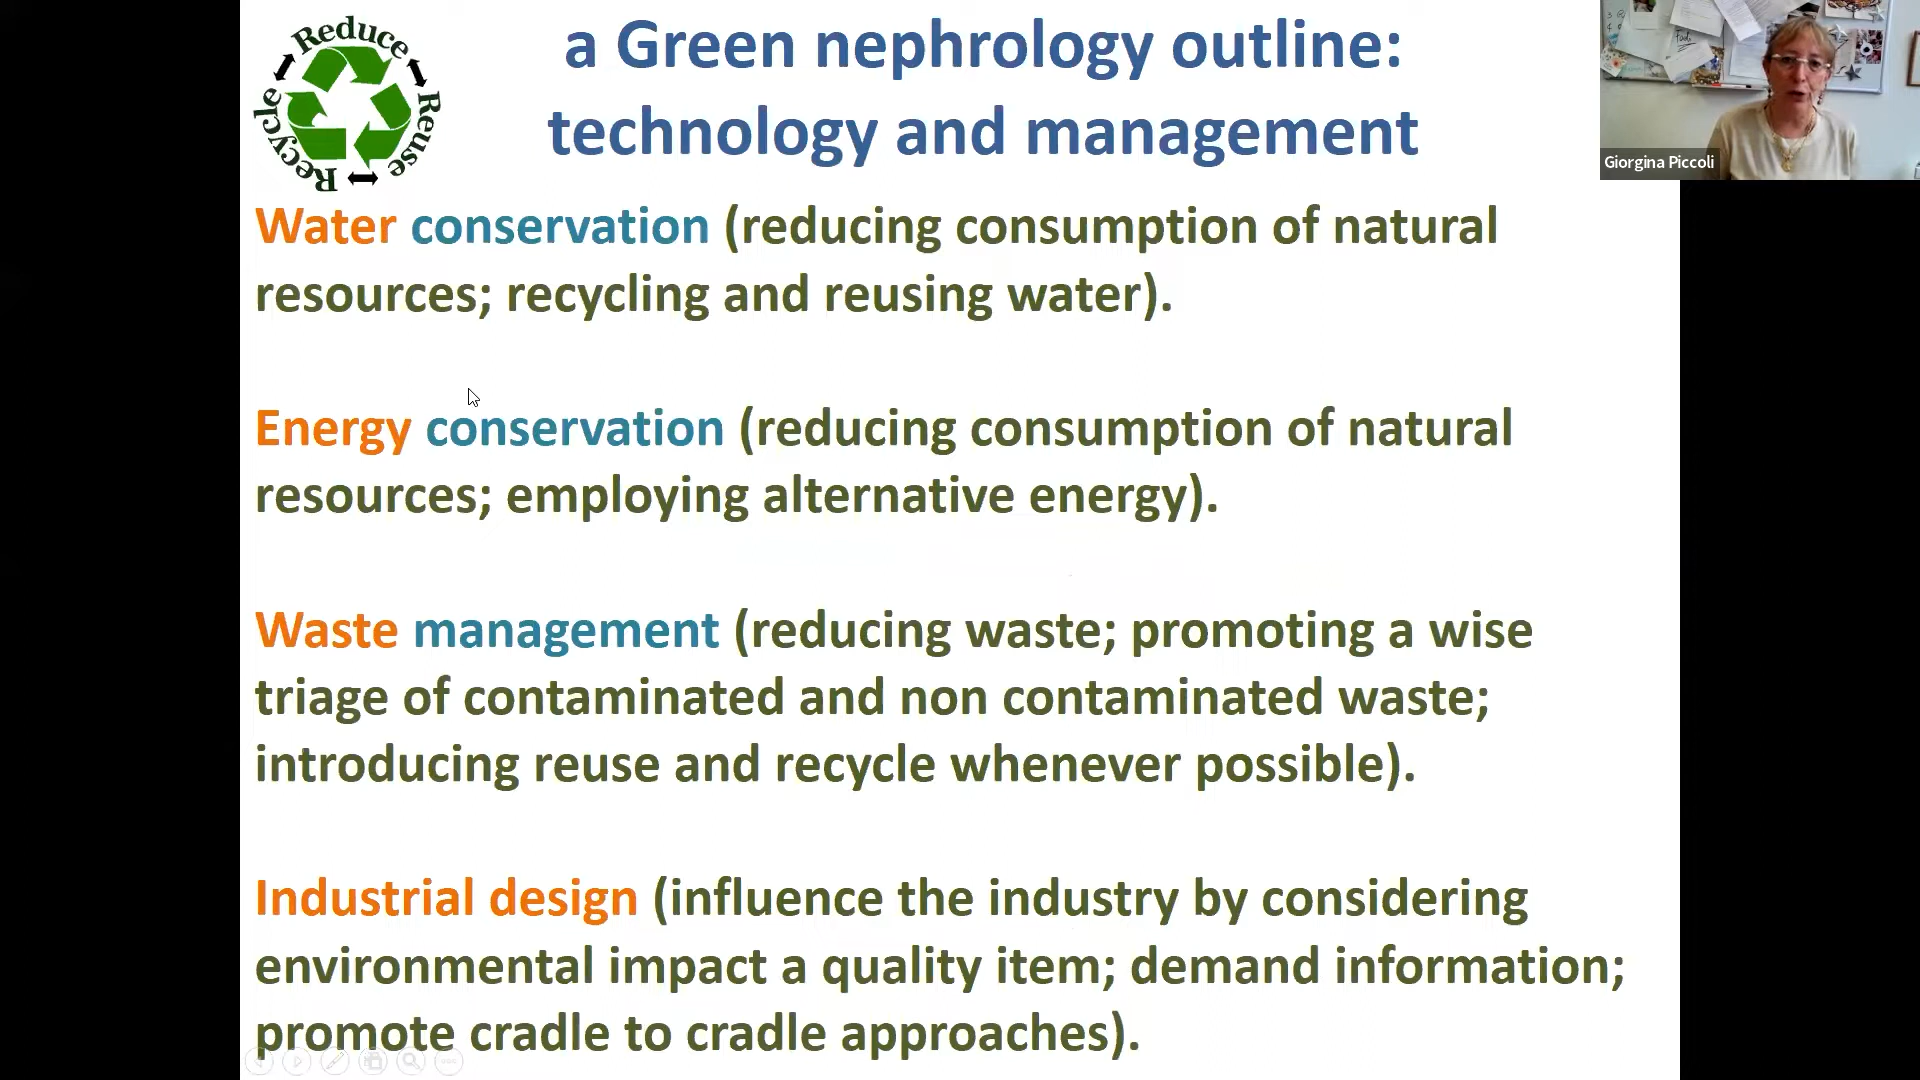 Reduce
Reuse
Recycle
a Green nephrology outline:
technology and management
Giorgina Piccoli
Water conservation (reducing consumption of natural
resources; recycling and reusing water).
Energy conservation (reducing consumption of natural
resources; employing alternative energy).
Waste management (reducing waste; promoting a wise
triage of contaminated and non contaminated waste;
introducing reuse and recycle whenever possible).
Industrial design (influence the industry by considering
environmental impact a quality item; demand information;
promote cradle to cradle approaches).